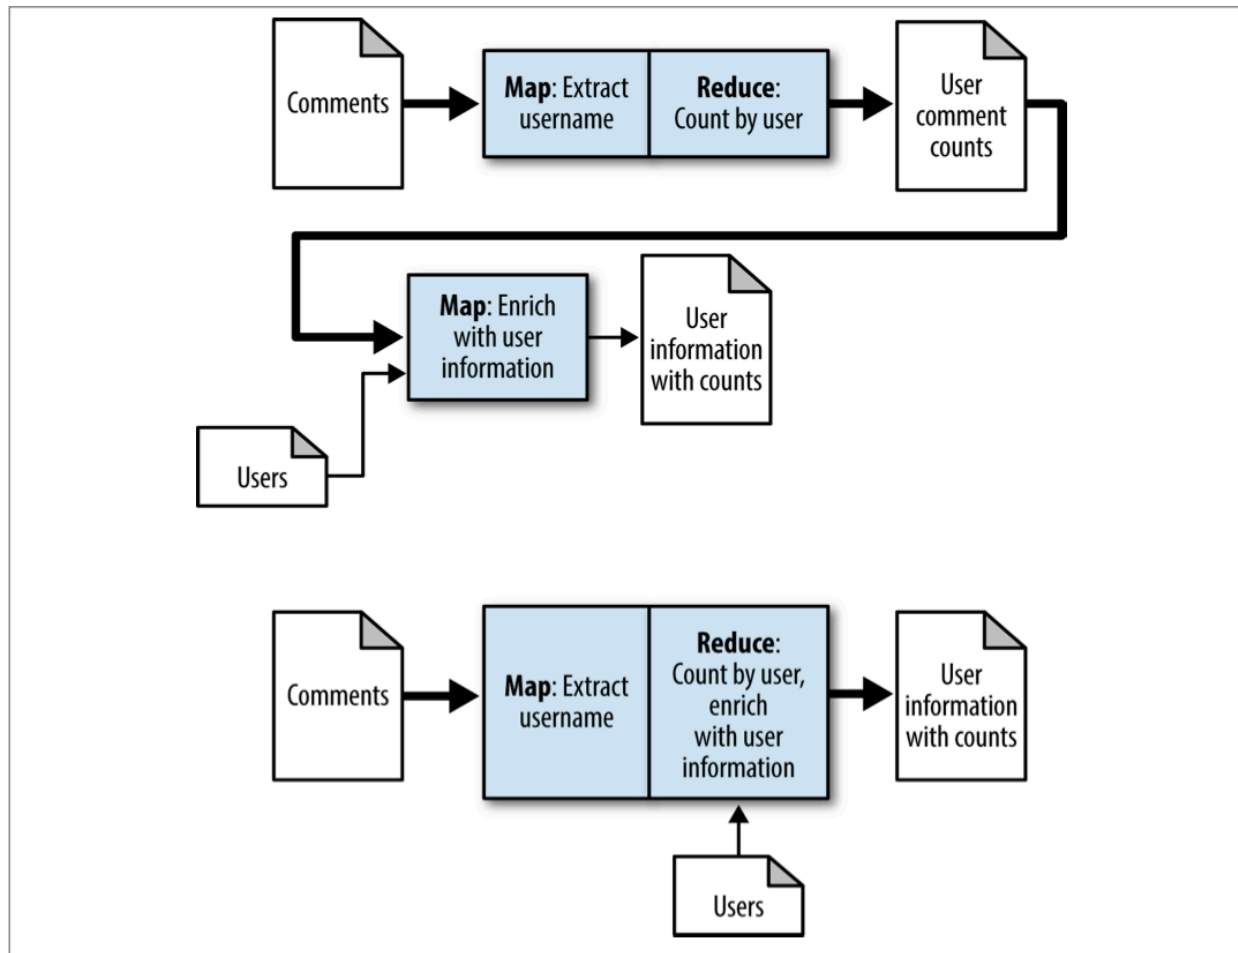 Comments
Map: Extract
username
Reduce:
Count by user
User
comment
counts
Map: Enrich
with user
information
User
information
with counts
Users
Comments
Map: Extract
username
Reduce:
Count by user,
enrich
with user
information
User
information
with counts
Users